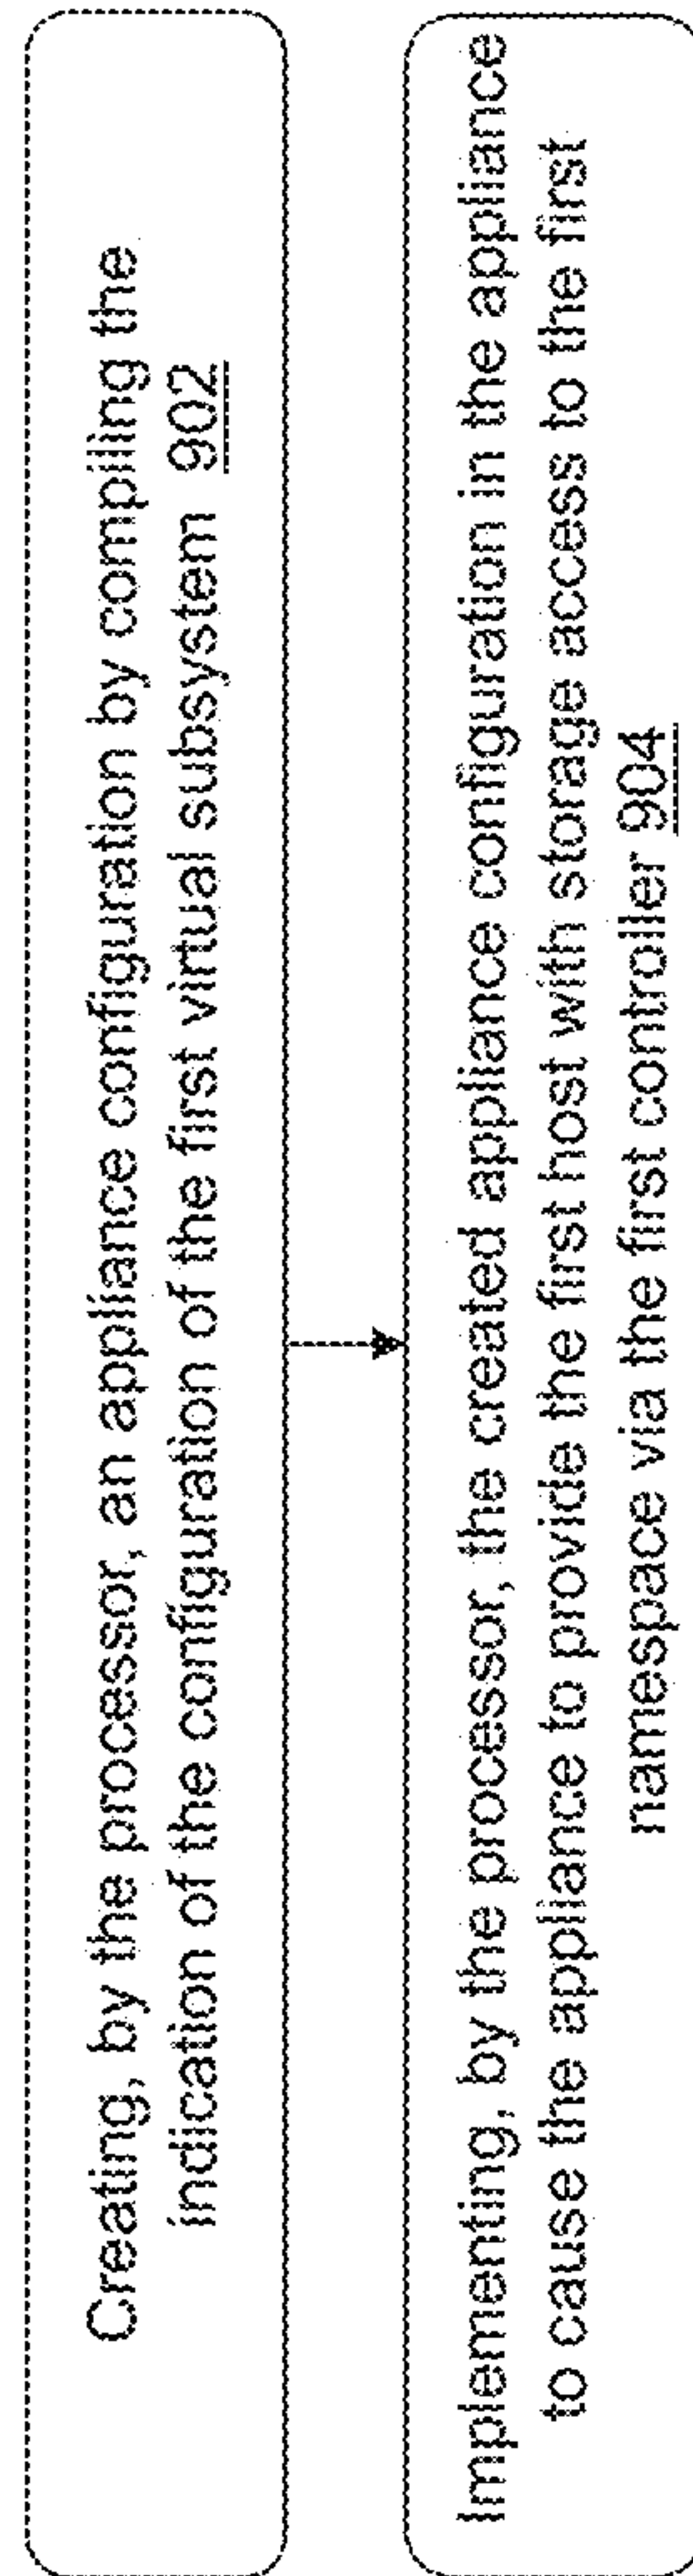 Creating, by the processor, an appliance configuration by compiling the
indication of the configuration of the first virtual subsystem 902
Implementing, by the processor, the created appliance configuration in the appliance
to cause the appliance to provide the first host with storage access to the first
namespace via the first controller 904